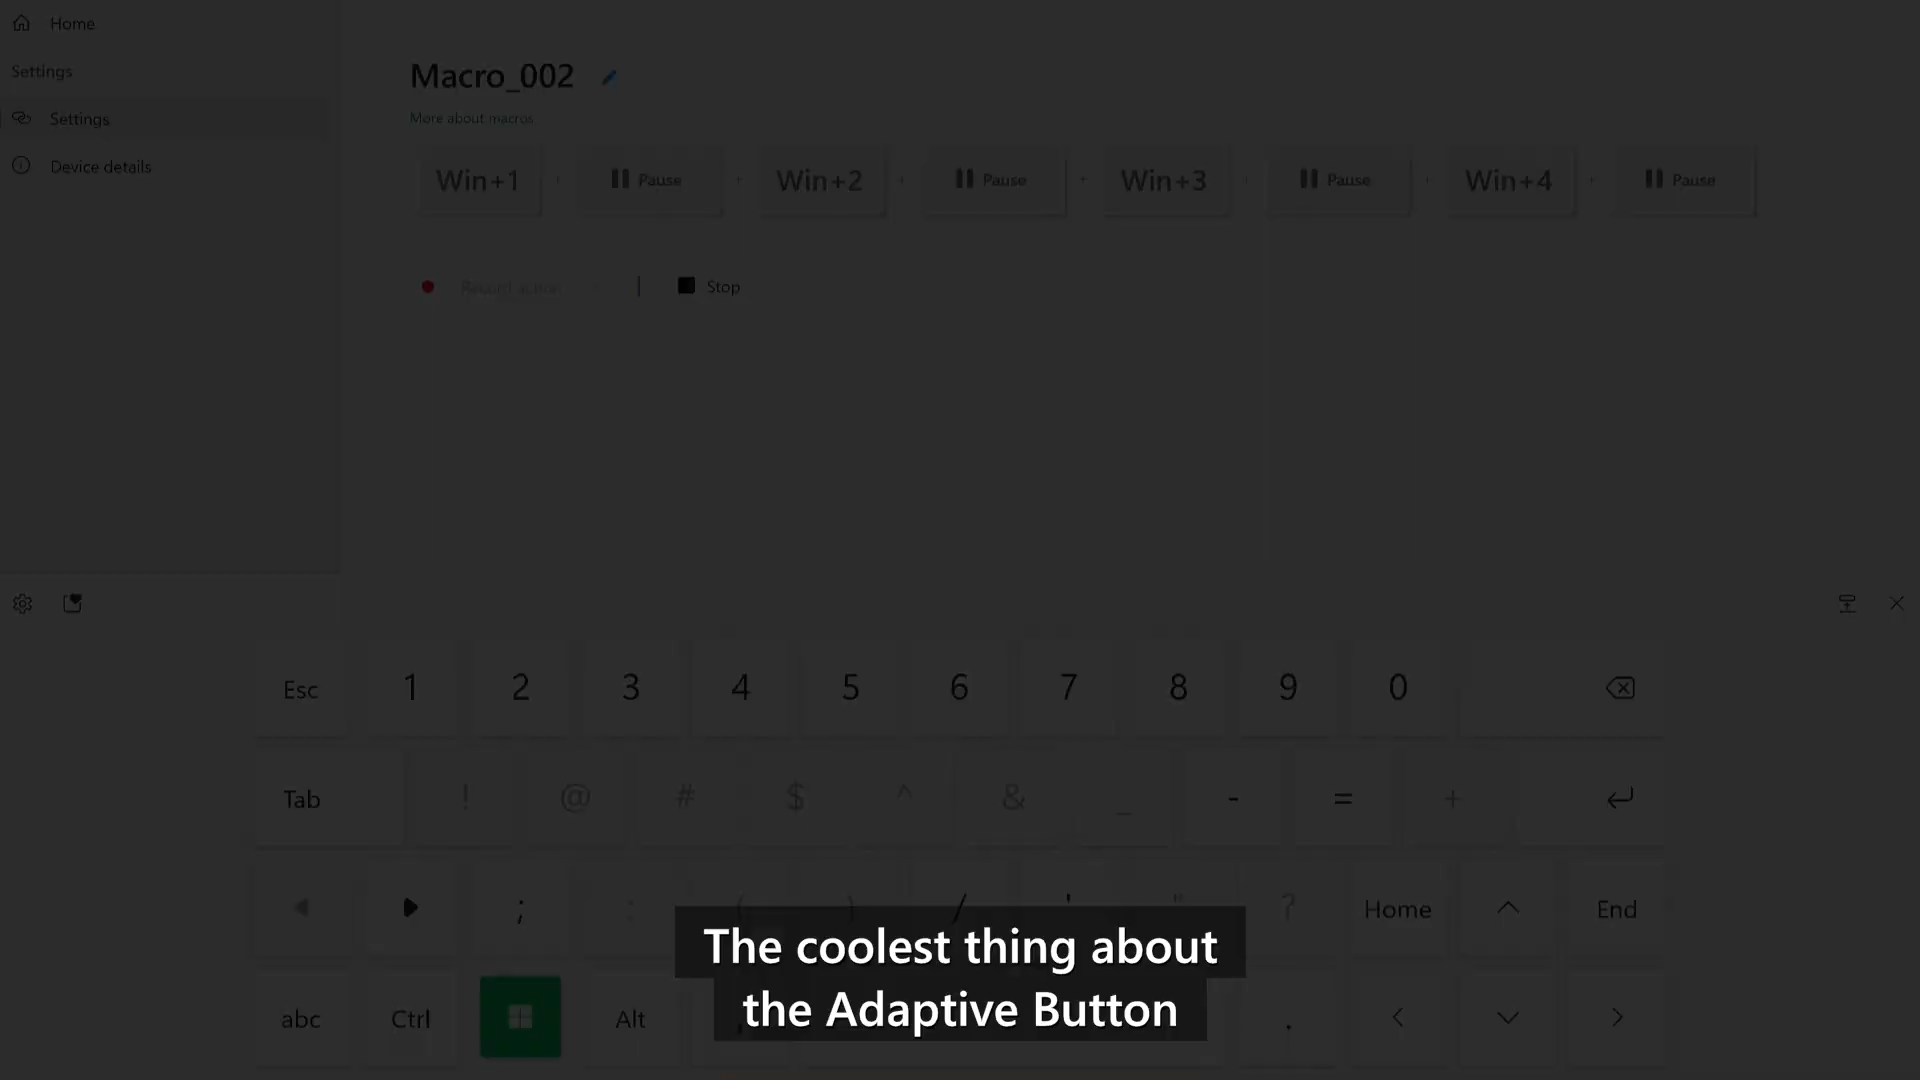 Home
Settings
Settings
Device details
Macro_002
More about macros
Win+1 + Pause + Win+2 + Pause + Win+3 + Pause + Win+4 + Pause
Record action | Stop
Esc 1 2 3 4 5 6 7 8 9 0
Tab ! @ # $ ^ & _ - = +
; : ( ) / ' " ? Home End
abc Ctrl Alt , .
The coolest thing about
the Adaptive Button